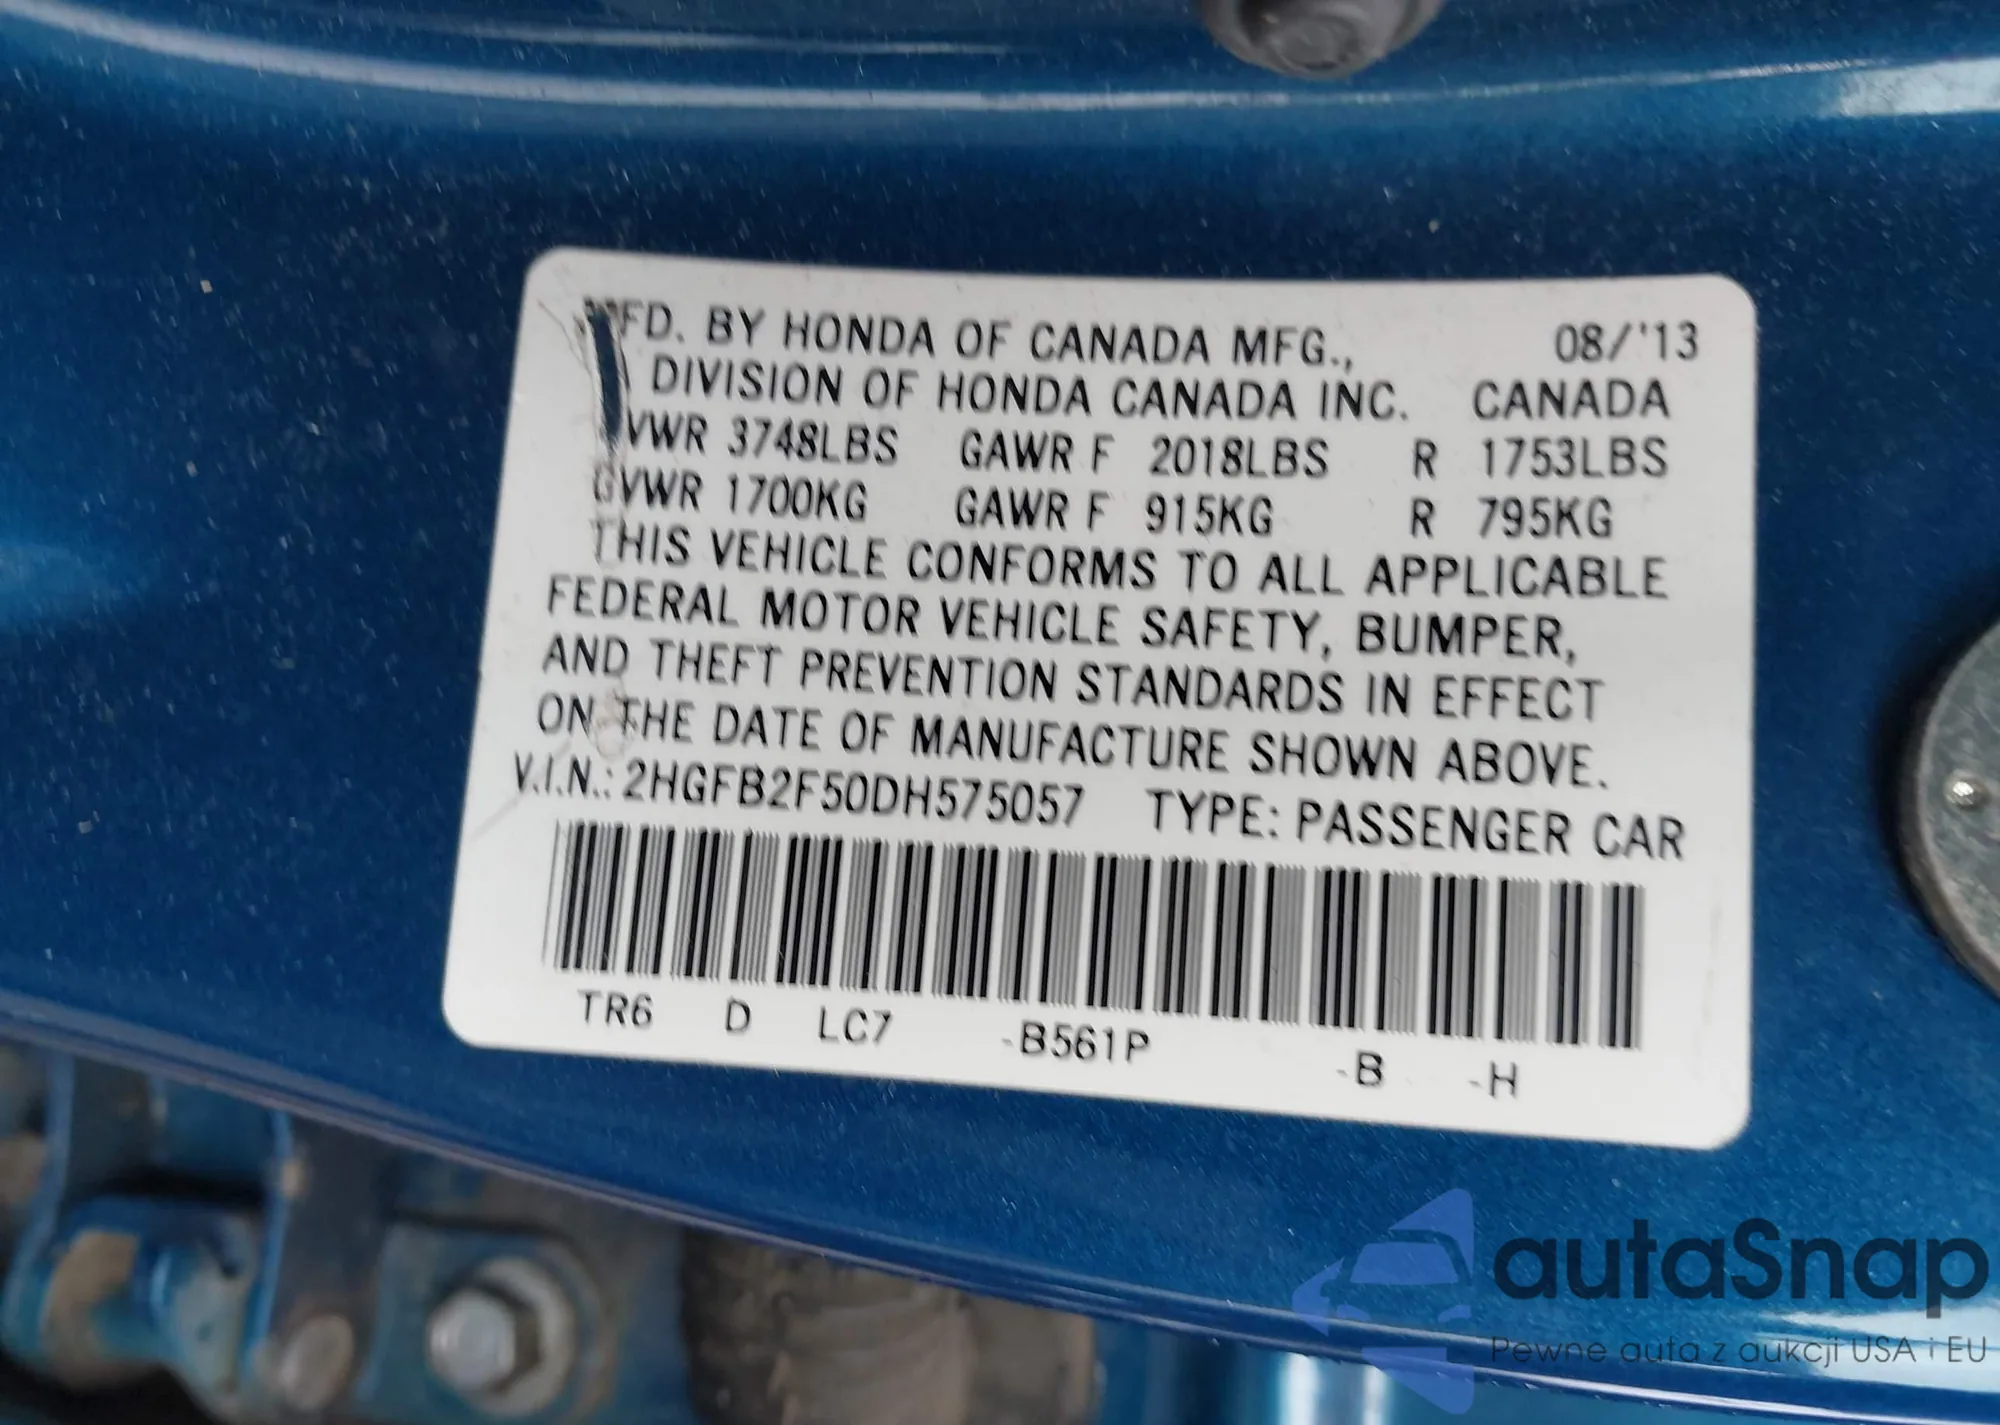 MFD. BY HONDA OF CANADA MFG., 08/'13
DIVISION OF HONDA CANADA INC. CANADA
VWR 3748LBS GAWR F 2018LBS R 1753LBS
GVWR 1700KG GAWR F 915KG R 795KG
THIS VEHICLE CONFORMS TO ALL APPLICABLE
FEDERAL MOTOR VEHICLE SAFETY, BUMPER,
AND THEFT PREVENTION STANDARDS IN EFFECT
ON THE DATE OF MANUFACTURE SHOWN ABOVE.
V.I.N.: 2HGFB2F50DH575057 TYPE: PASSENGER CAR
TR6 D LC7 -B561P -B -H
autaSnap
Pewne auta z aukcji USA i EU